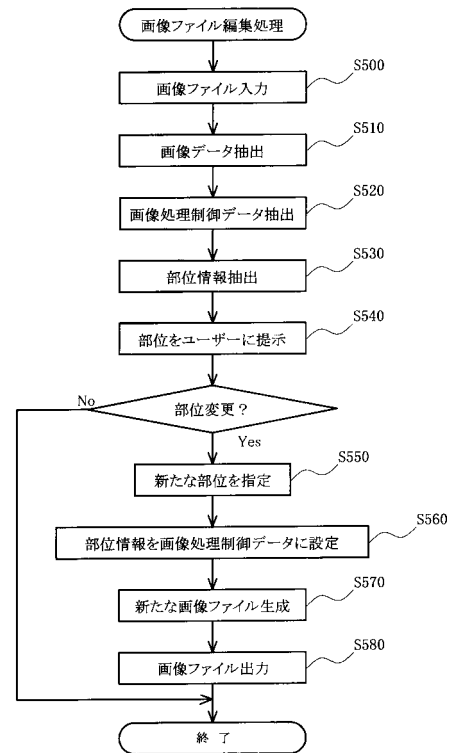 画像ファイル編集処理
S500
画像ファイル入力
S510
画像データ抽出
S520
画像処理制御データ抽出
S530
部位情報抽出
S540
部位をユーザーに提示
No
部位変更？
Yes
S550
新たな部位を指定
S560
部位情報を画像処理制御データに設定
S570
新たな画像ファイル生成
S580
画像ファイル出力
終了